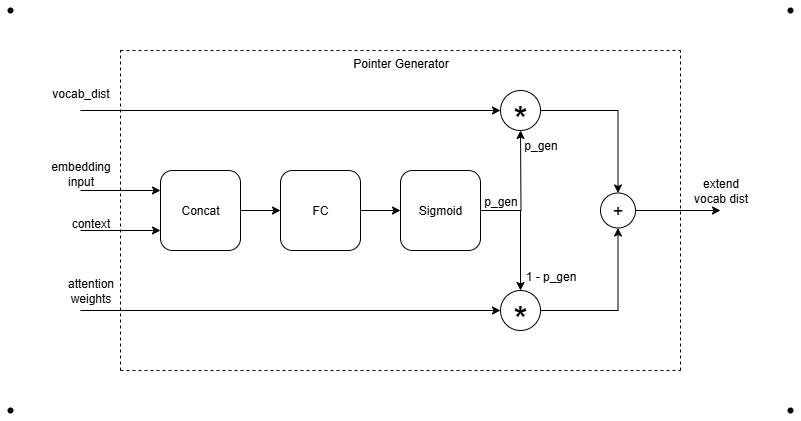 Pointer Generator
vocab_dist
*
p_gen
embedding
input
context
Concat
FC
Sigmoid
p_gen
+
extend
vocab dist
1 - p_gen
attention
weights
*